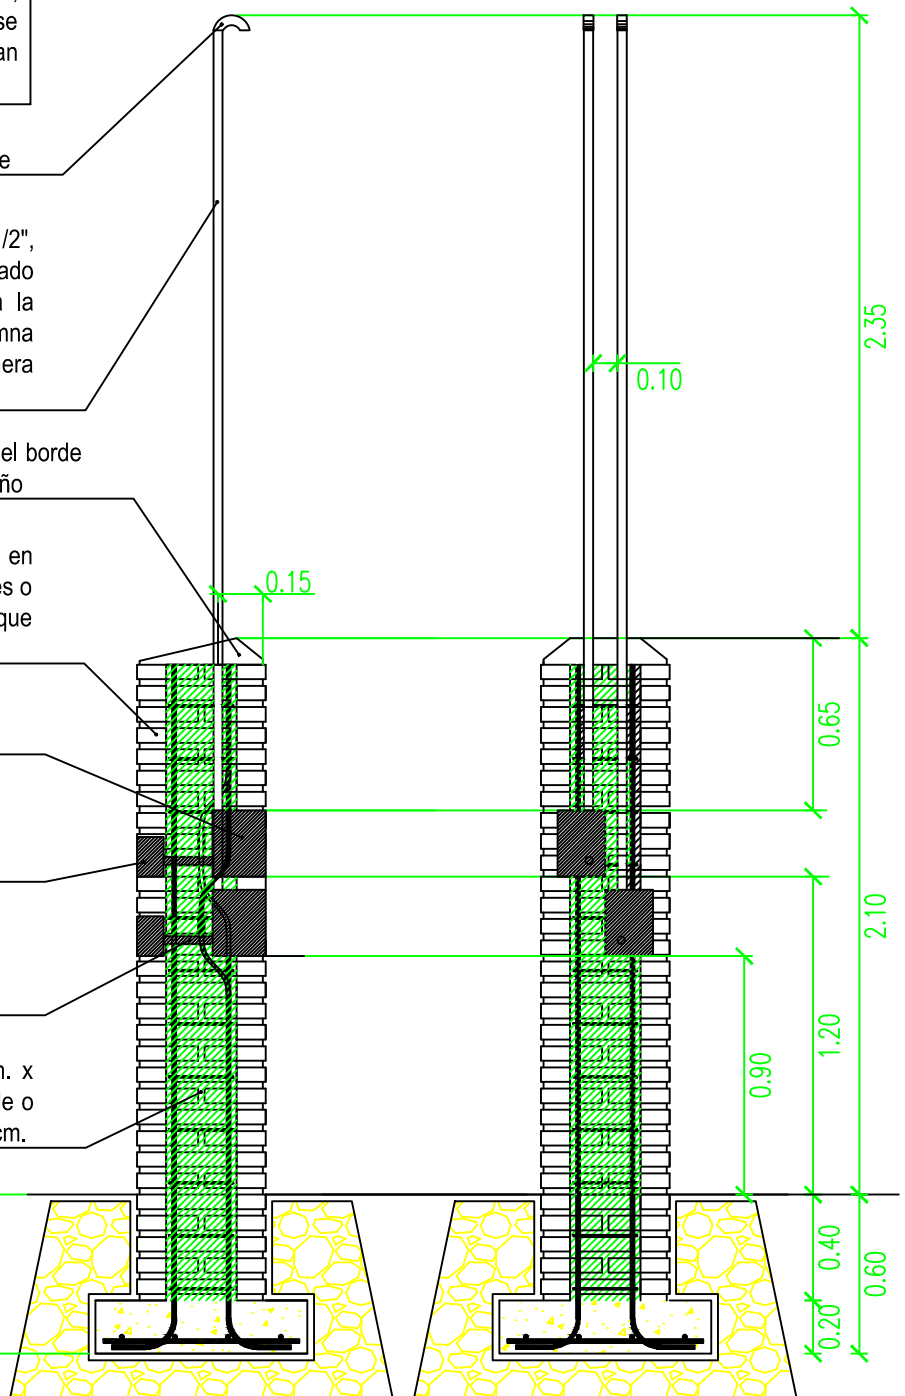 se
an
e
/2",
ado
a la
nna
era
el borde
ño
en
es o
que
n. x
le o
cm.
2.35
0.10
0.15
0.65
2.10
1.20
0.90
0.40
0.60
0.20